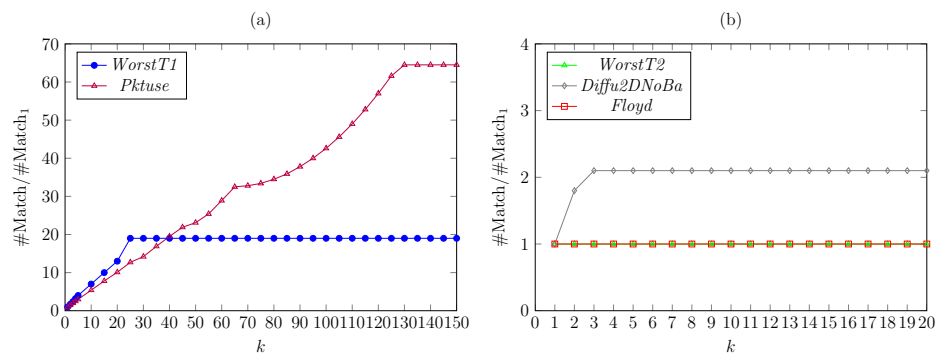 (a)
70
60
50
40
30
20
10
0
#Match/#Match₁
WorstT1
Pktuse
0 10 20 30 40 50 60 70 80 90 100 110 120 130 140 150
k
(b)
4
3
2
1
0
#Match/#Match₁
WorstT2
Diffu2DNoBa
Floyd
0 1 2 3 4 5 6 7 8 9 10 11 12 13 14 15 16 17 18 19 20
k